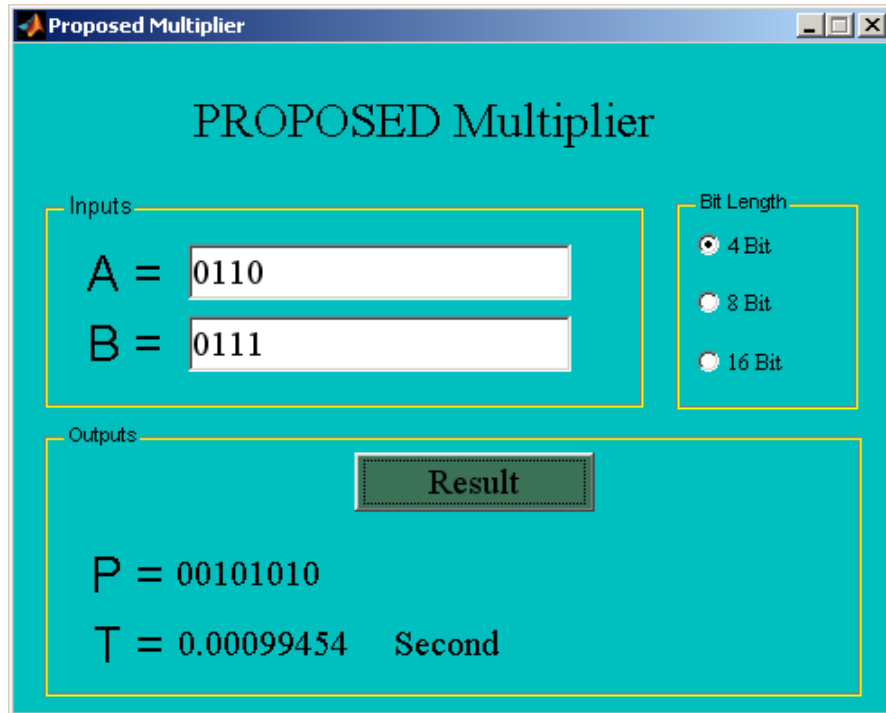 Proposed Multiplier
PROPOSED Multiplier
Inputs
A = 0110
B = 0111
Bit Length
4 Bit
8 Bit
16 Bit
Outputs
Result
P = 00101010
T = 0.00099454 Second